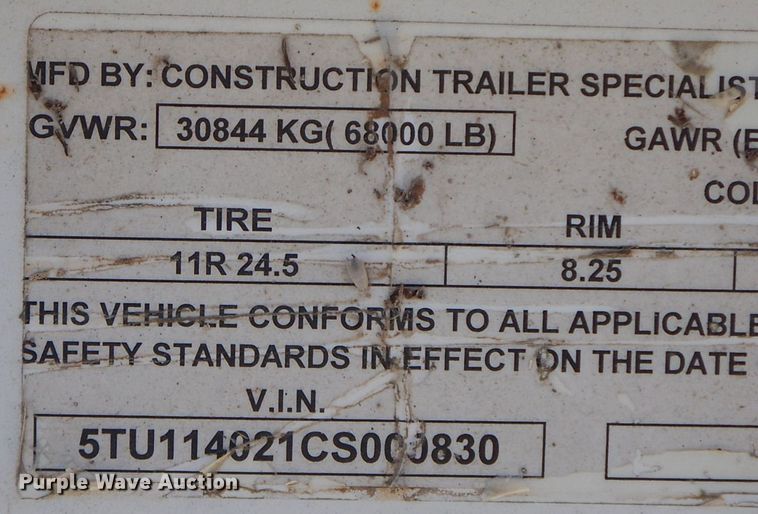 MFD BY: CONSTRUCTION TRAILER SPECIALIST
GVWR: 30844 KG( 68000 LB) GAWR (E
COL
TIRE RIM
11R 24.5 8.25
THIS VEHICLE CONFORMS TO ALL APPLICABLE
SAFETY STANDARDS IN EFFECT ON THE DATE
V.I.N.
5TU114021CS000830
Purple Wave Auction